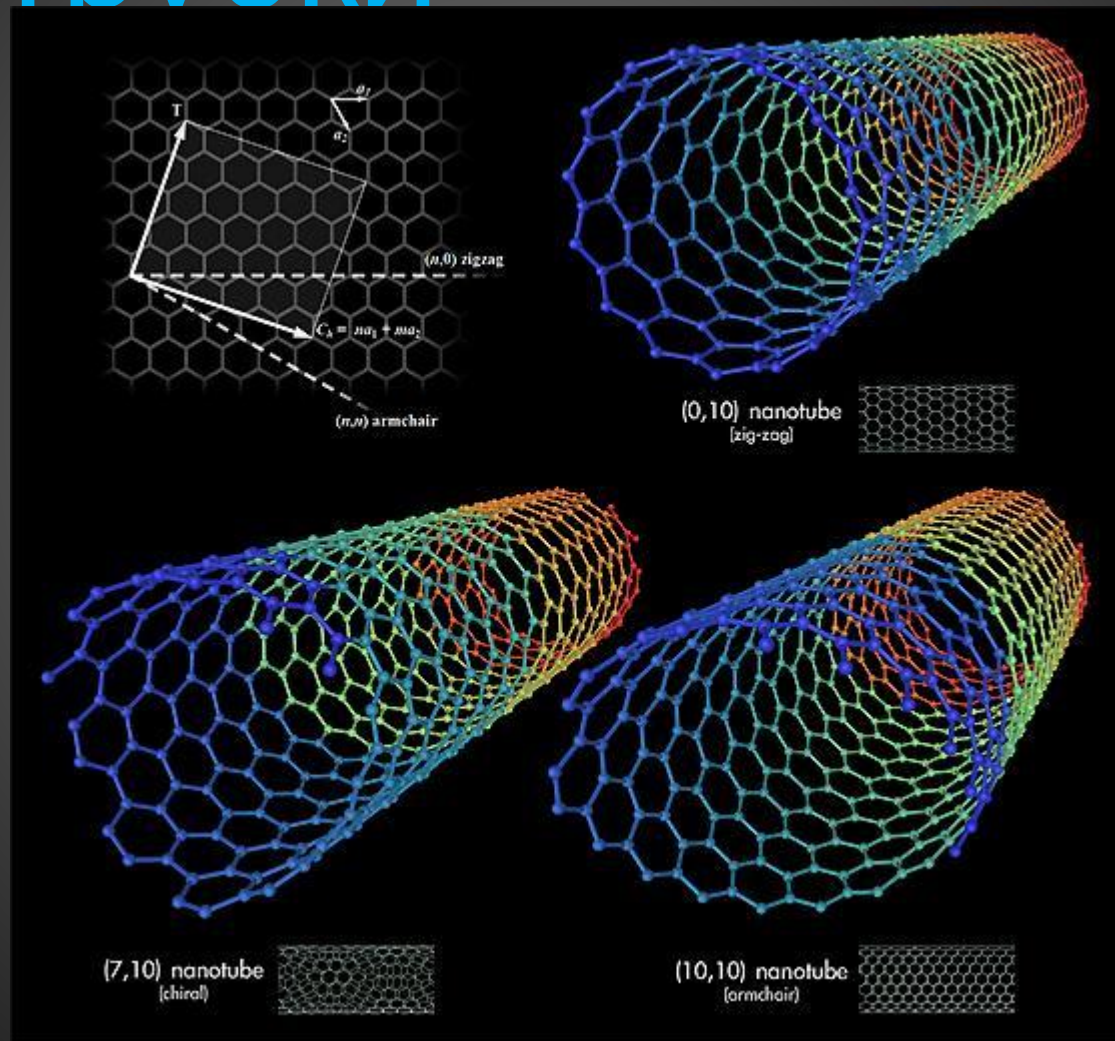 T
a₁
a₂
(n,0) zigzag
Cₕ = na₁ + ma₂
(n,n) armchair
(0,10) nanotube
(zig-zag)
(7,10) nanotube
(chiral)
(10,10) nanotube
(armchair)